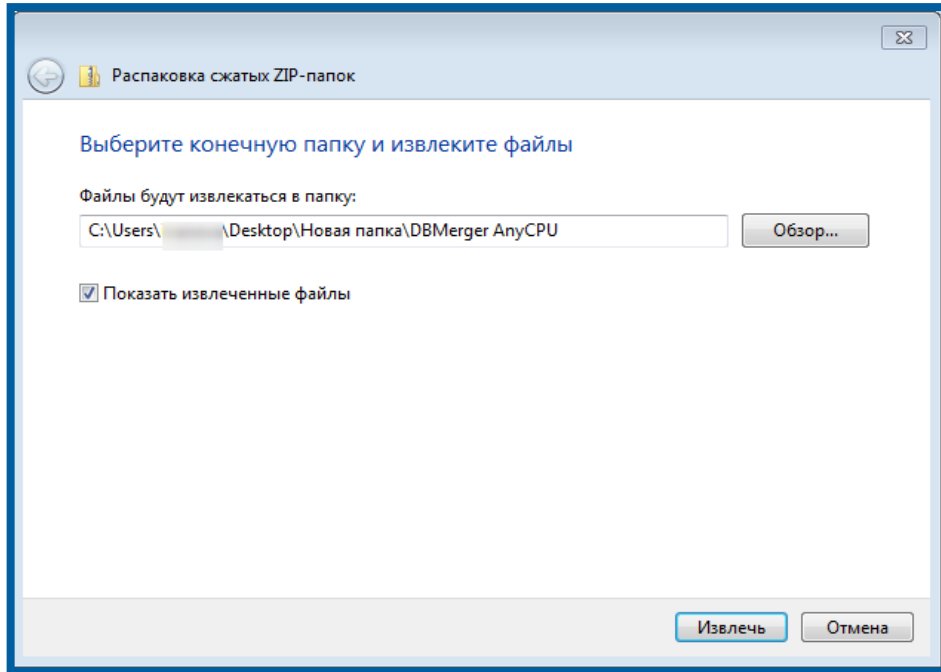 Распаковка сжатых ZIP-папок
Выберите конечную папку и извлеките файлы
Файлы будут извлекаться в папку:
C:\Users\ \Desktop\Новая папка\DBMerger AnyCPU
Обзор...
Показать извлеченные файлы
Извлечь
Отмена